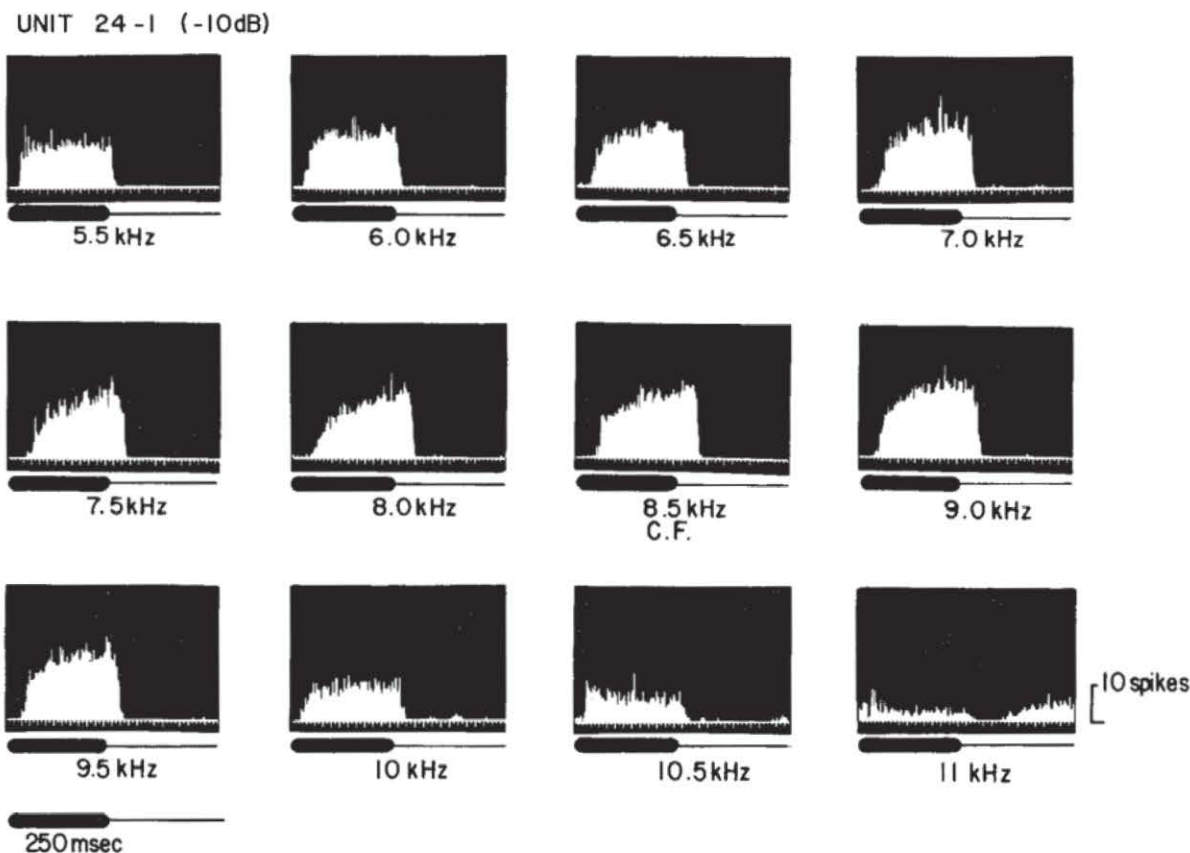 UNIT 24-1 (-10dB)
5.5 kHz
6.0 kHz
6.5 kHz
7.0 kHz
7.5 kHz
8.0 kHz
8.5 kHz
C.F.
9.0 kHz
9.5 kHz
10 kHz
10.5 kHz
11 kHz
10 spikes
250 msec